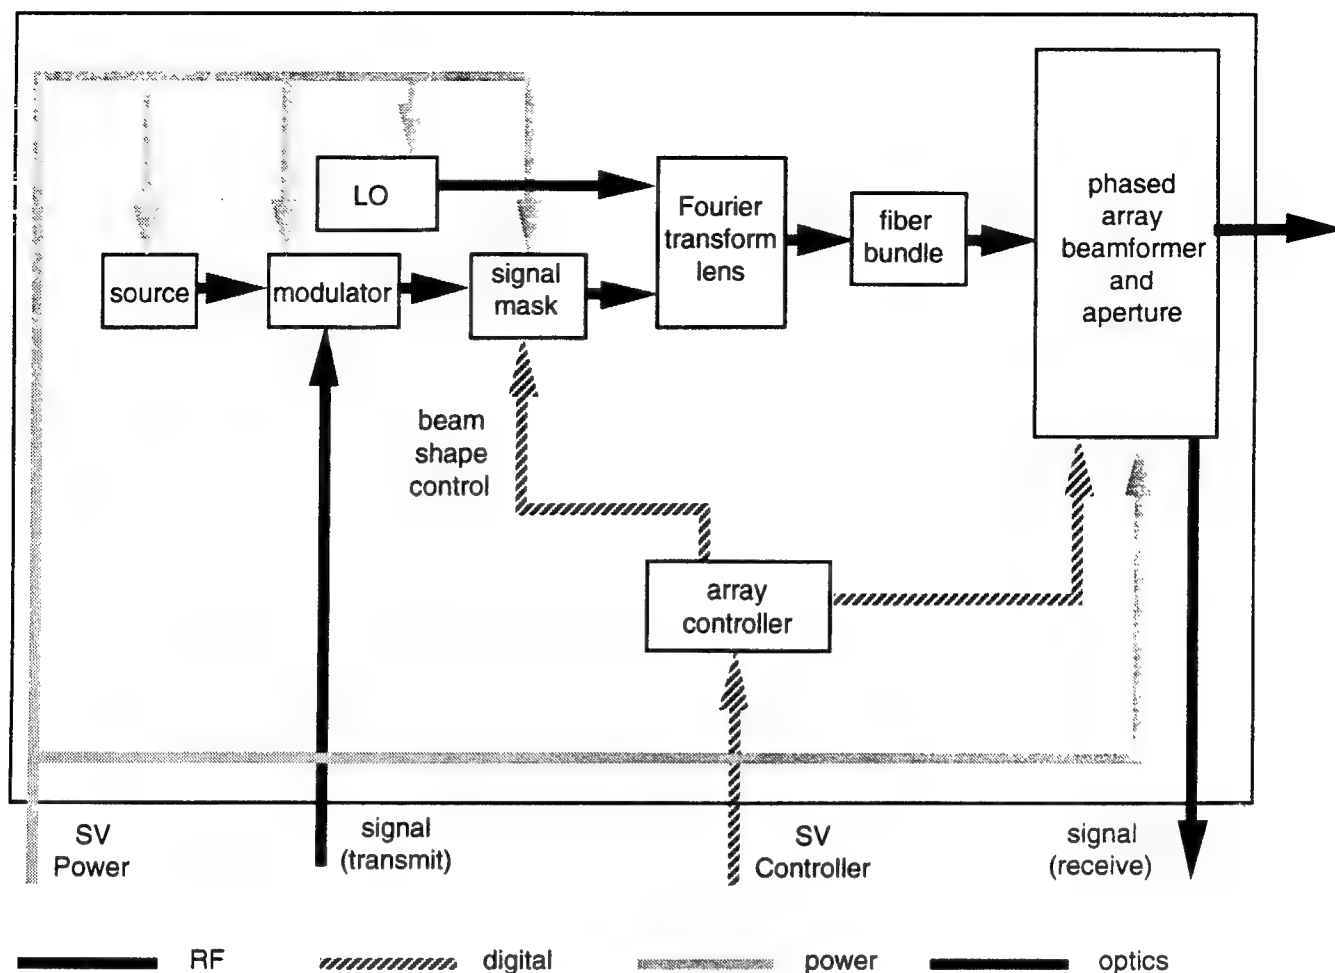 LO
source
modulator
signal
mask
Fourier
transform
lens
fiber
bundle
phased
array
beamformer
and
aperture
beam
shape
control
array
controller
SV
Power
signal
(transmit)
SV
Controller
signal
(receive)
RF
digital
power
optics